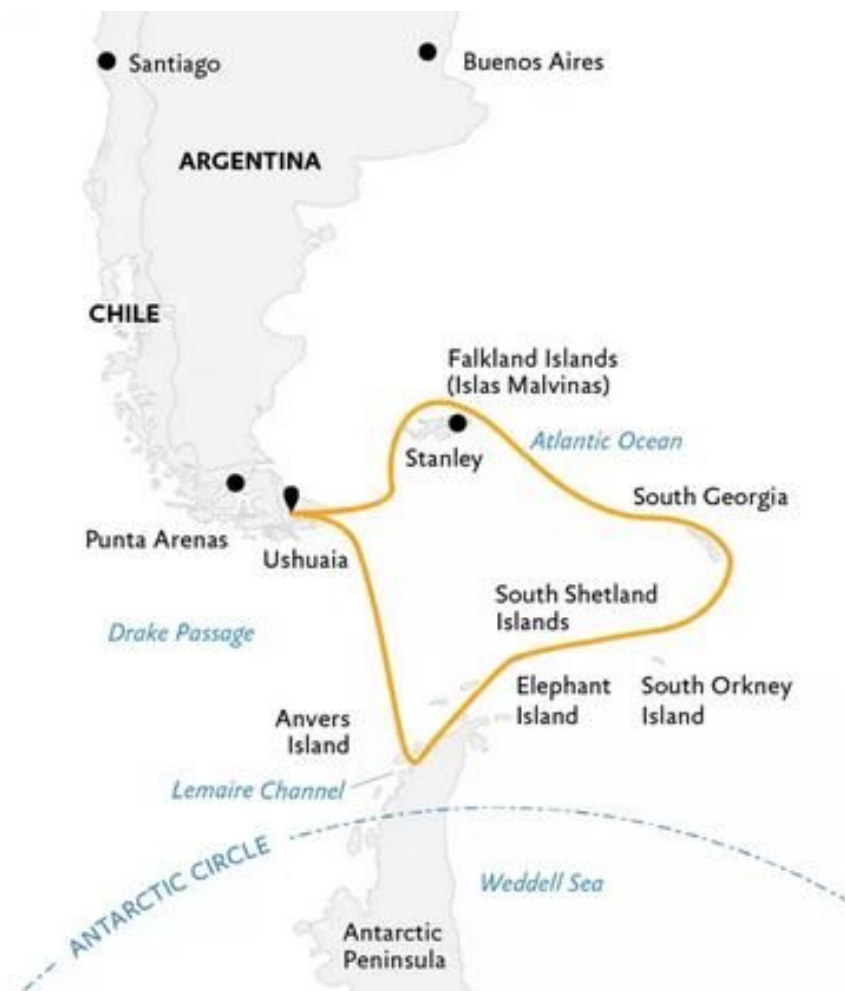 Santiago
Buenos Aires
ARGENTINA
CHILE
Falkland Islands
(Islas Malvinas)
Atlantic Ocean
Stanley
South Georgia
Punta Arenas
Ushuaia
South Shetland
Islands
Drake Passage
Elephant
Island
South Orkney
Island
Anvers
Island
Lemaire Channel
ANTARCTIC CIRCLE
Weddell Sea
Antarctic
Peninsula